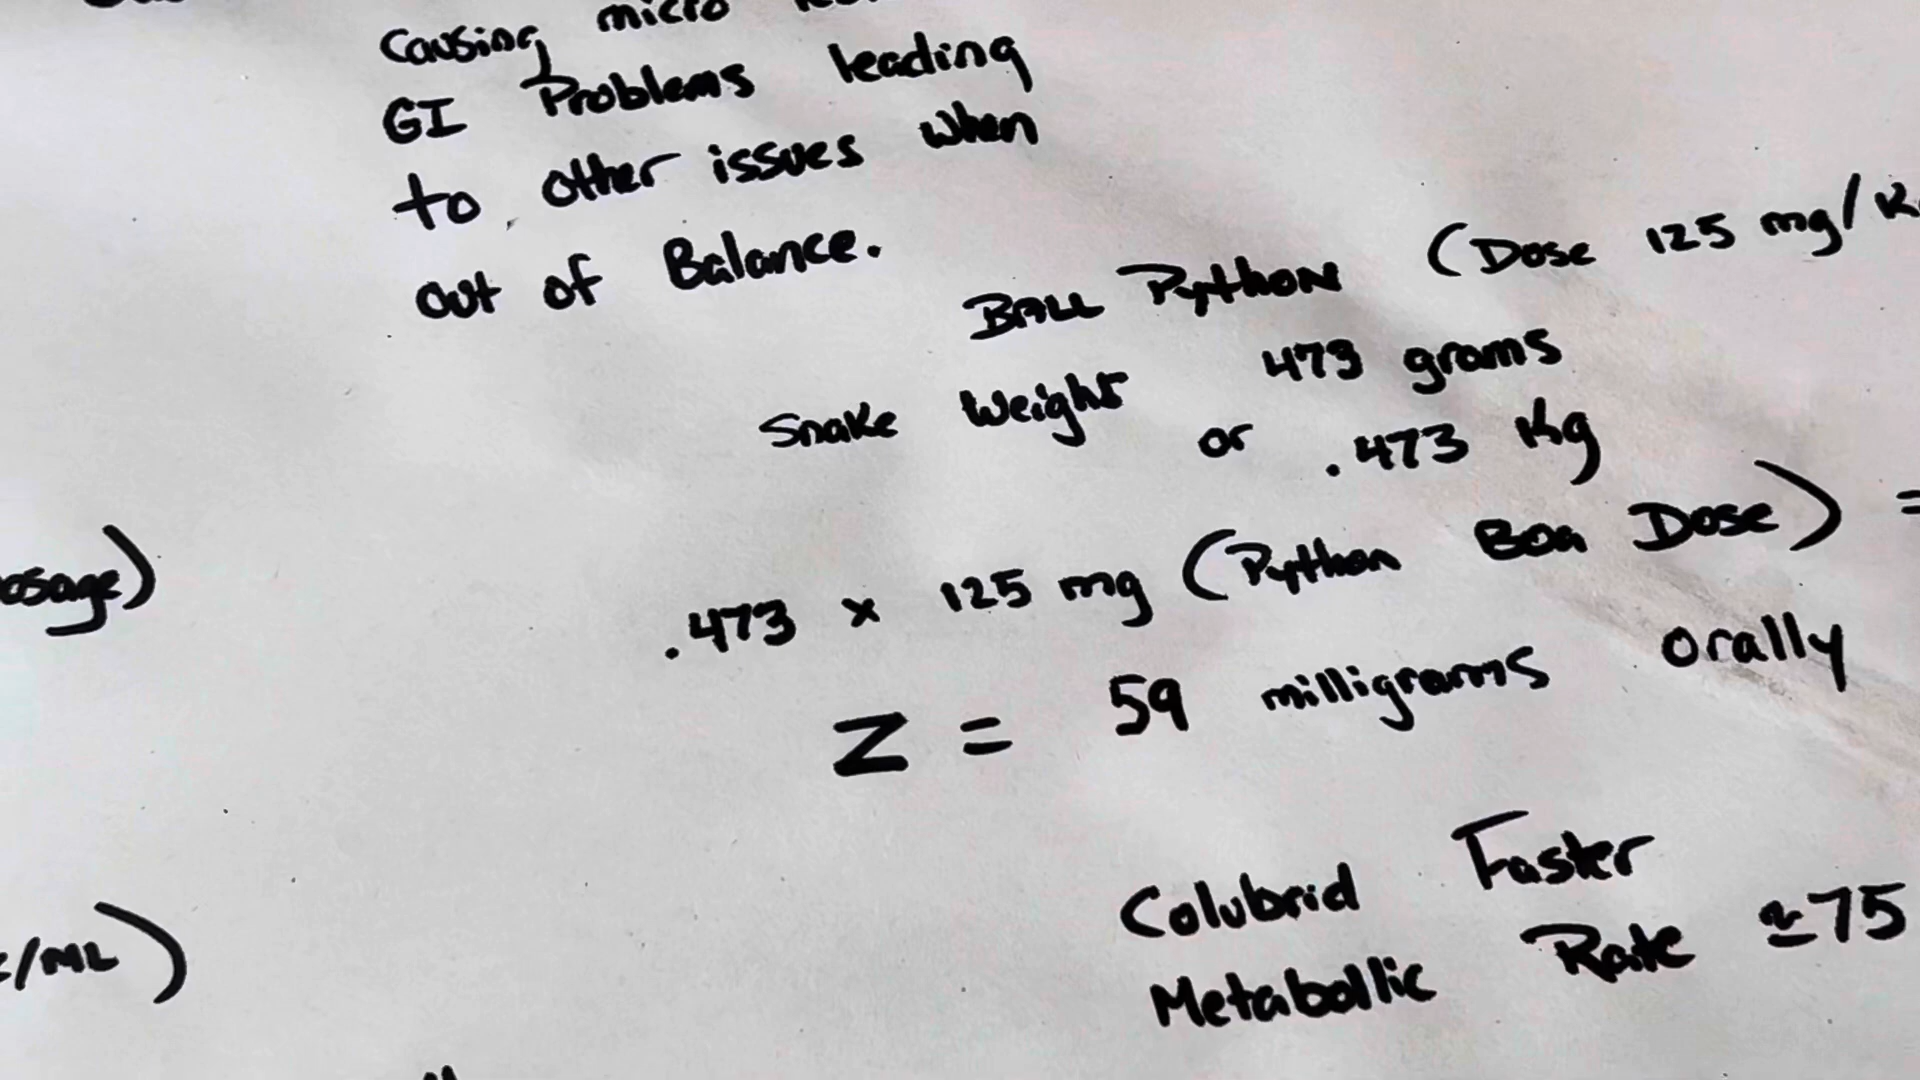 causing micro
GI Problems leading
to other issues when
out of Balance.
BALL Python (Dose 125 mg/K
Snake Weight 473 grams
or .473 Kg
osage)
.473 x 125 mg (Python Boa Dose) =
Z = 59 milligrams orally
Colubrid Faster
/ML)
Metabollic Rate ≃75